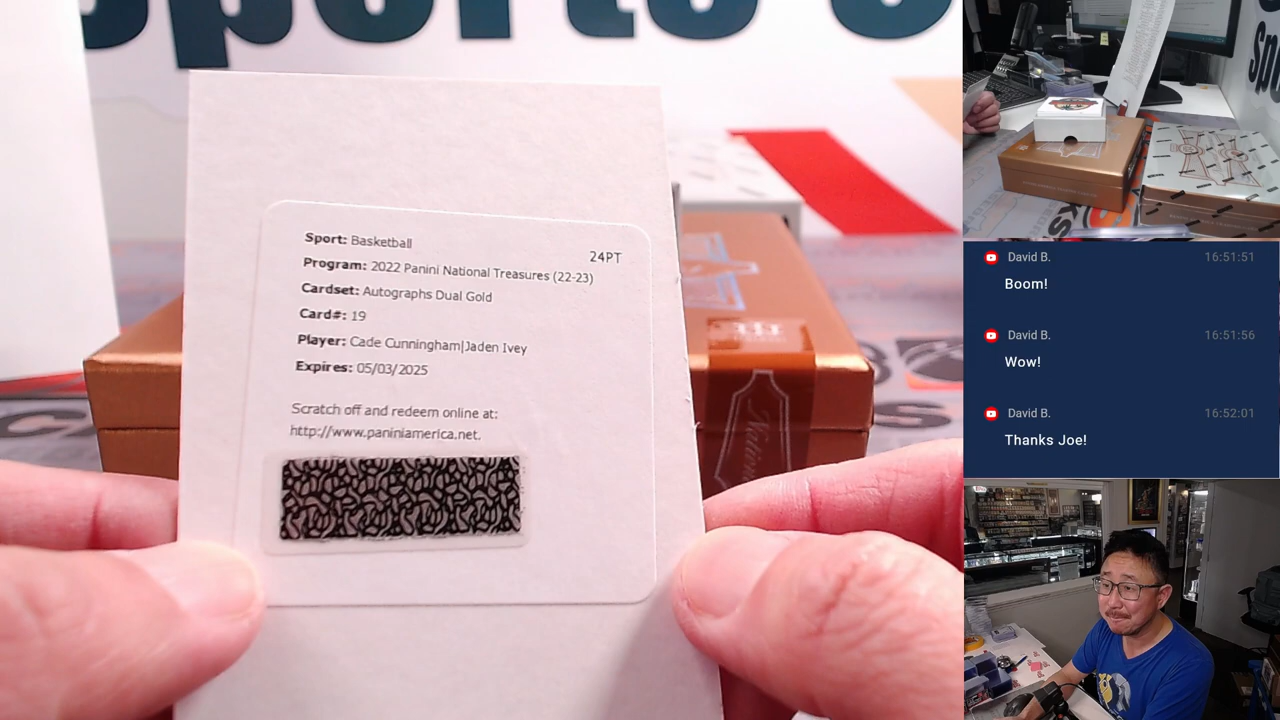 Sports C
Sport: Basketball
24PT
Program: 2022 Panini National Treasures (22-23)
Cardset: Autographs Dual Gold
Card#: 19
Player: Cade Cunningham|Jaden Ivey
Expires: 05/03/2025
Scratch off and redeem online at:
http://www.paniniamerica.net.
David B. 16:51:51
Boom!
David B. 16:51:56
Wow!
David B. 16:52:01
Thanks Joe!